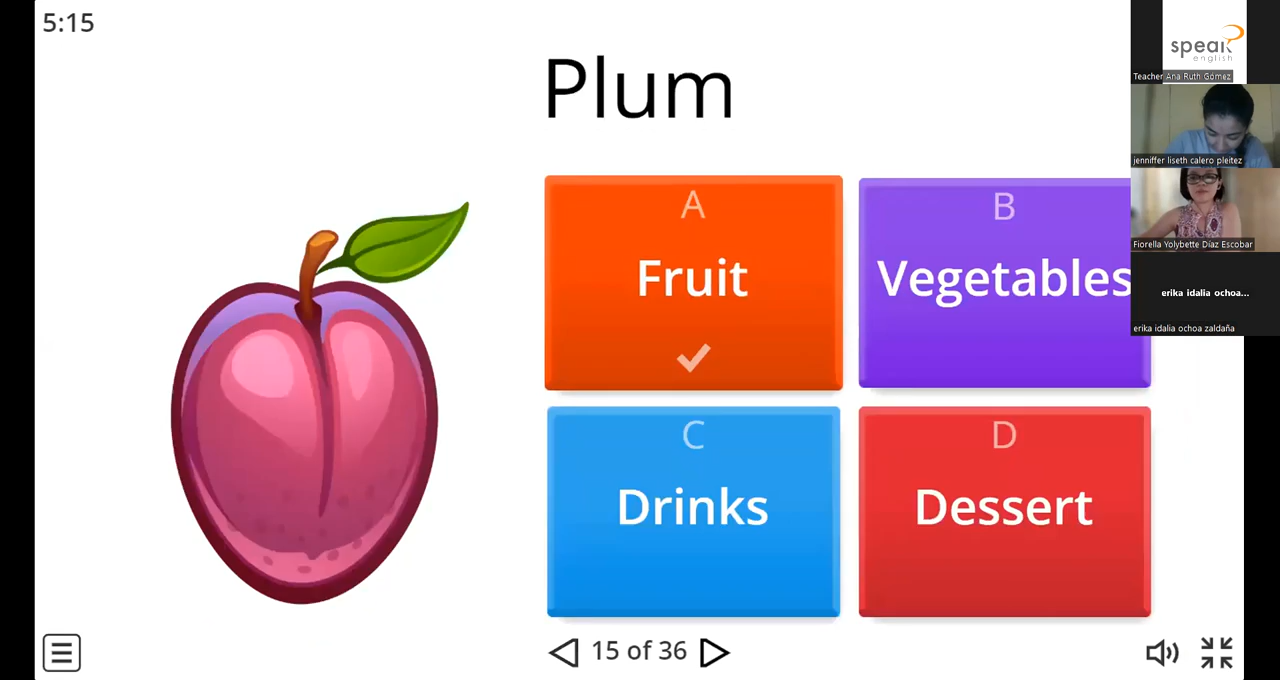 5:15
Plum
A
Fruit
B
Vegetables
C
Drinks
D
Dessert
15 of 36
speak
english
Teacher Ana Ruth Gómez
jenniffer liseth calero pleitez
Fiorella Yolybette Díaz Escobar
erika idalia ochoa...
erika idalia ochoa zaldaña